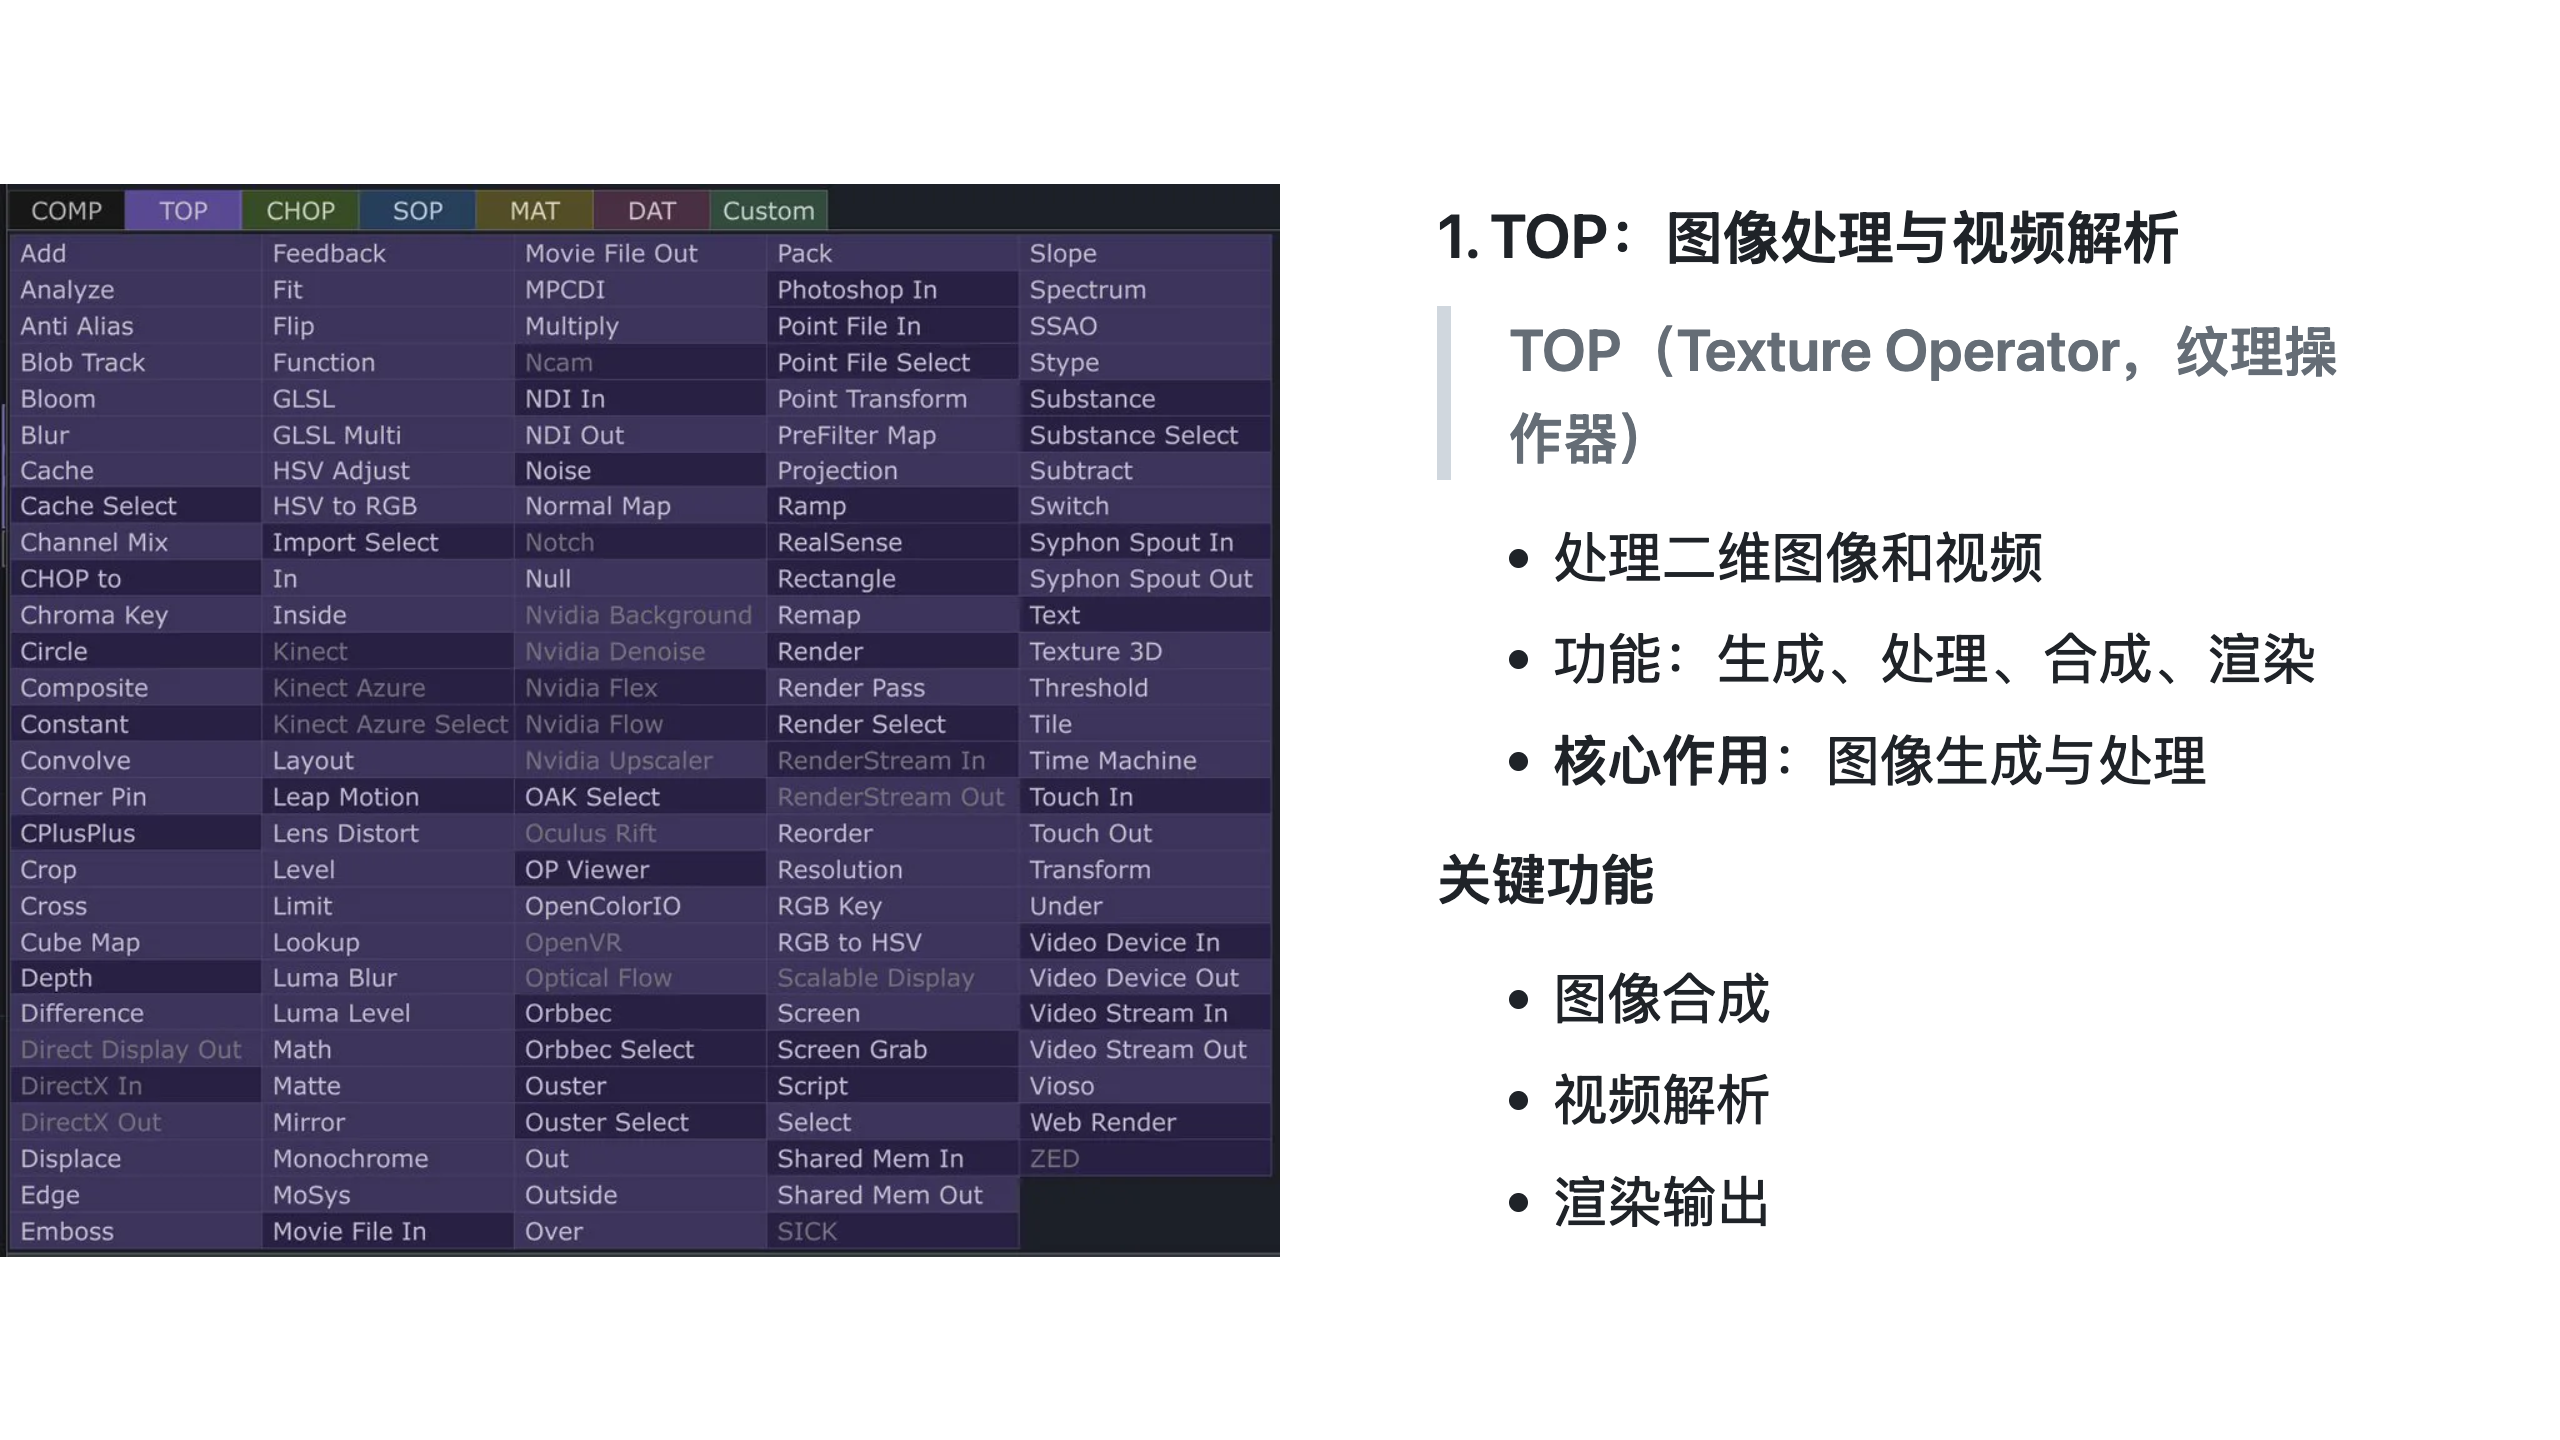 COMP TOP CHOP SOP MAT DAT Custom
Add Feedback Movie File Out Pack Slope
Analyze Fit MPCDI Photoshop In Spectrum
Anti Alias Flip Multiply Point File In SSAO
Blob Track Function Ncam Point File Select Stype
Bloom GLSL NDI In Point Transform Substance
Blur GLSL Multi NDI Out PreFilter Map Substance Select
Cache HSV Adjust Noise Projection Subtract
Cache Select HSV to RGB Normal Map Ramp Switch
Channel Mix Import Select Notch RealSense Syphon Spout In
CHOP to In Null Rectangle Syphon Spout Out
Chroma Key Inside Nvidia Background Remap Text
Circle Kinect Nvidia Denoise Render Texture 3D
Composite Kinect Azure Nvidia Flex Render Pass Threshold
Constant Kinect Azure Select Nvidia Flow Render Select Tile
Convolve Layout Nvidia Upscaler RenderStream In Time Machine
Corner Pin Leap Motion OAK Select RenderStream Out Touch In
CPlusPlus Lens Distort Oculus Rift Reorder Touch Out
Crop Level OP Viewer Resolution Transform
Cross Limit OpenColorIO RGB Key Under
Cube Map Lookup OpenVR RGB to HSV Video Device In
Depth Luma Blur Optical Flow Scalable Display Video Device Out
Difference Luma Level Orbbec Screen Video Stream In
Direct Display Out Math Orbbec Select Screen Grab Video Stream Out
DirectX In Matte Ouster Script Vioso
DirectX Out Mirror Ouster Select Select Web Render
Displace Monochrome Out Shared Mem In ZED
Edge MoSys Outside Shared Mem Out
Emboss Movie File In Over SICK
1. TOP：图像处理与视频解析
TOP（Texture Operator，纹理操
作器）
• 处理二维图像和视频
• 功能：生成、处理、合成、渲染
• 核心作用：图像生成与处理
关键功能
• 图像合成
• 视频解析
• 渲染输出